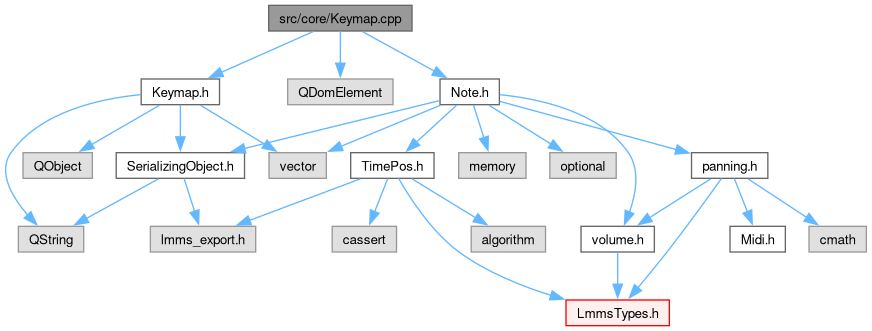 src/core/Keymap.cpp
Keymap.h
QDomElement
Note.h
QObject
SerializingObject.h
vector
TimePos.h
memory
optional
panning.h
QString
lmms_export.h
cassert
algorithm
volume.h
Midi.h
cmath
LmmsTypes.h